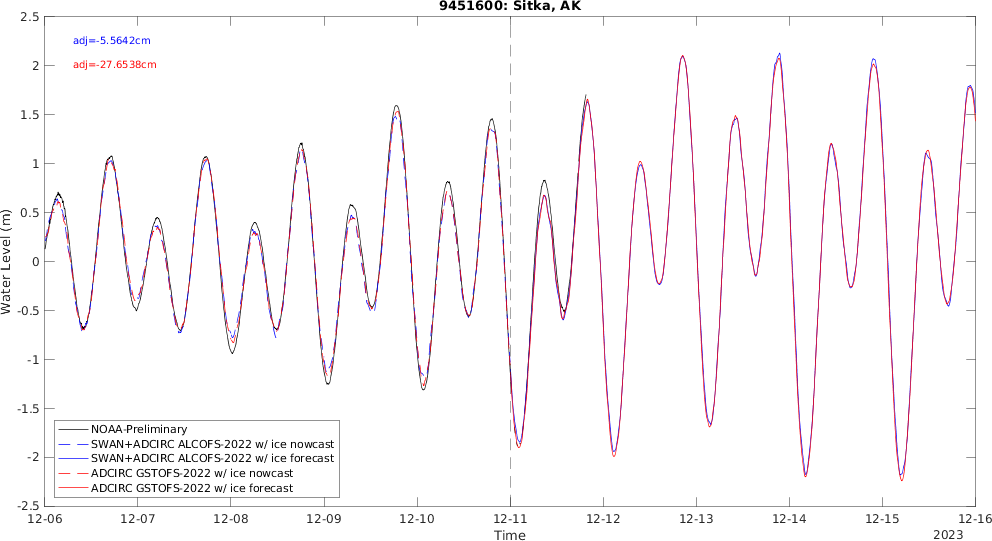 9451600: Sitka, AK
adj=-5.5642cm
adj=-27.6538cm
2.5
2
1.5
1
0.5
0
-0.5
-1
-1.5
-2
-2.5
Water Level (m)
NOAA-Preliminary
SWAN+ADCIRC ALCOFS-2022 w/ ice nowcast
SWAN+ADCIRC ALCOFS-2022 w/ ice forecast
ADCIRC GSTOFS-2022 w/ ice nowcast
ADCIRC GSTOFS-2022 w/ ice forecast
12-06 12-07 12-08 12-09 12-10 12-11 12-12 12-13 12-14 12-15 12-16
Time
2023